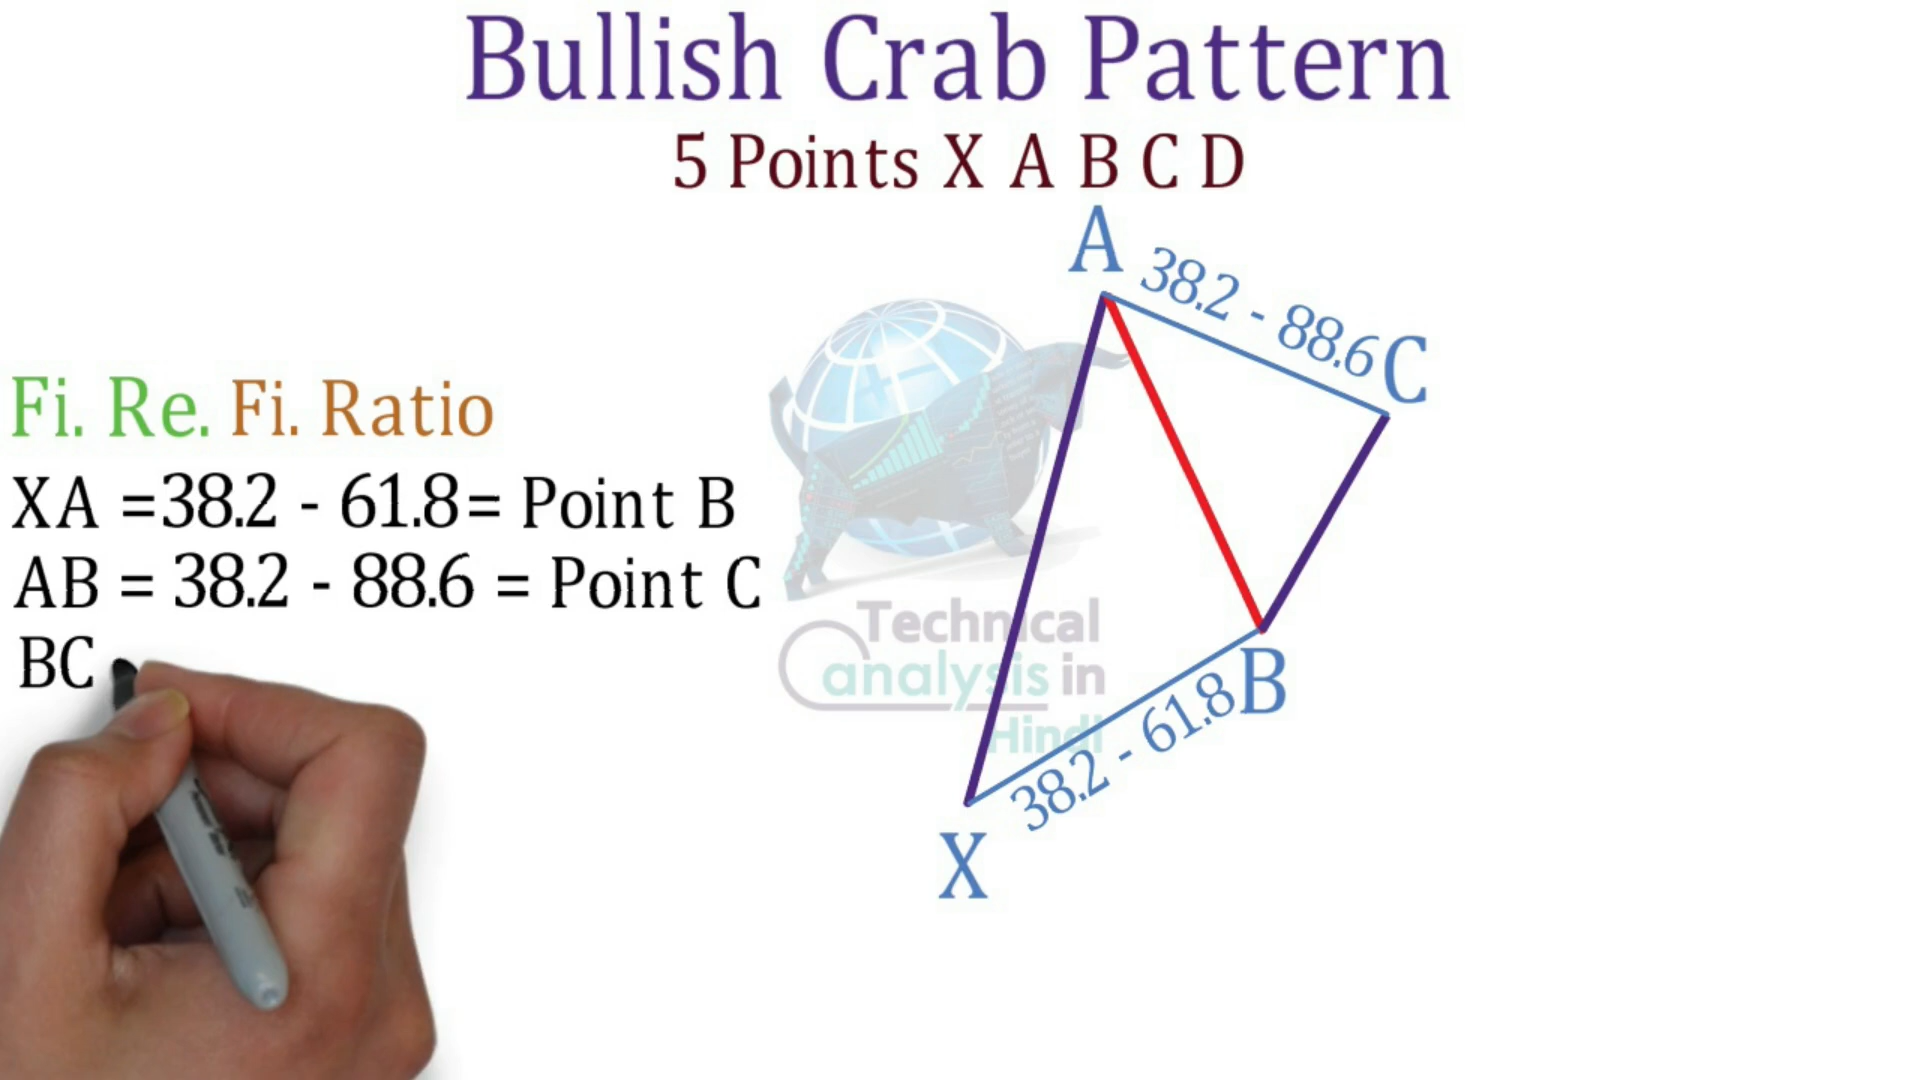 Bullish Crab Pattern
5 Points X A B C D
A
38.2 - 88.6
C
Fi. Re. Fi. Ratio
XA =38.2 - 61.8= Point B
AB = 38.2 - 88.6 = Point C
BC
Technical
analysis in
Hindi
B
38.2 - 61.8
X